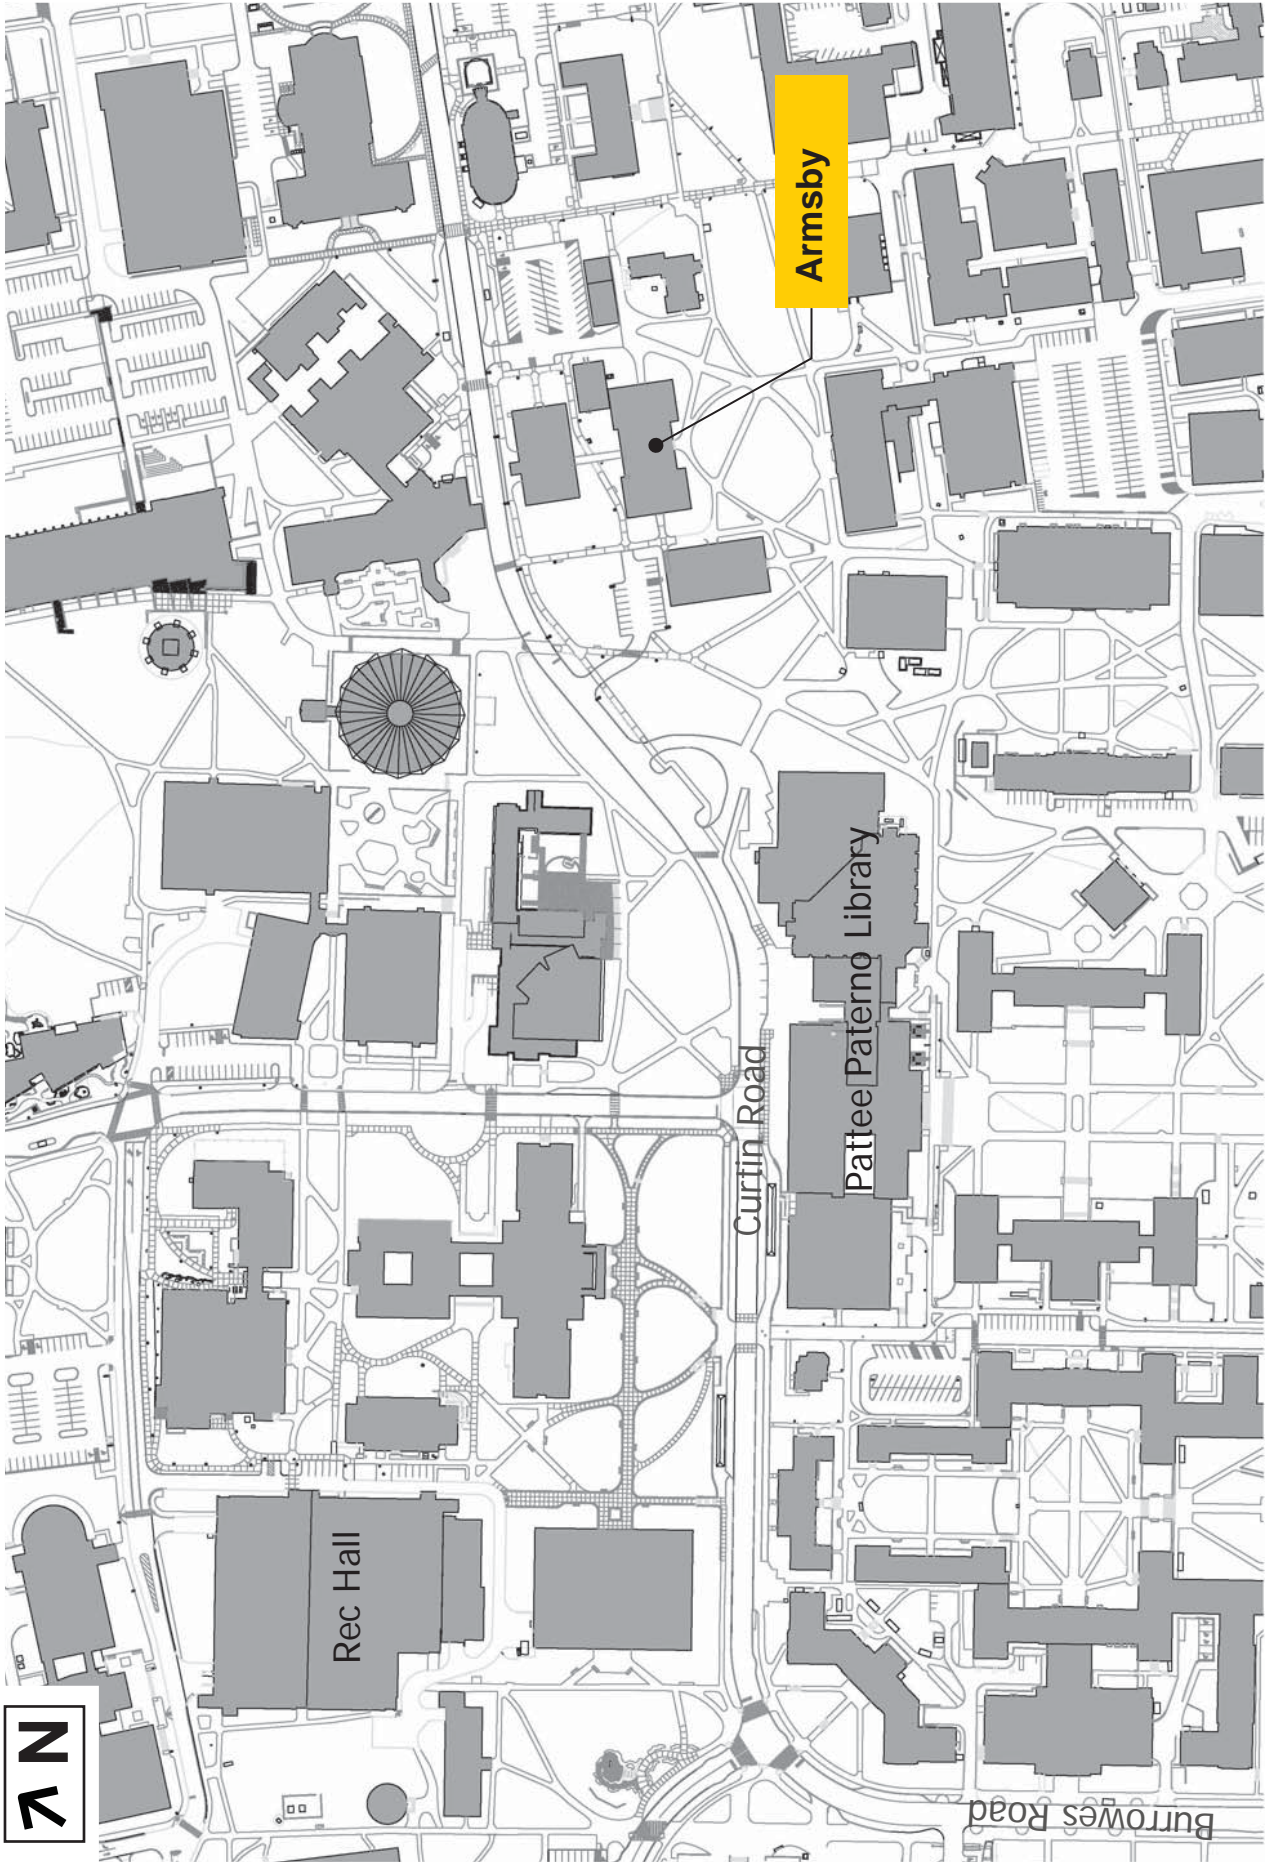 N
Armsby
Pattee Paterno Library
Curtin Road
Rec Hall
Burrowes Road